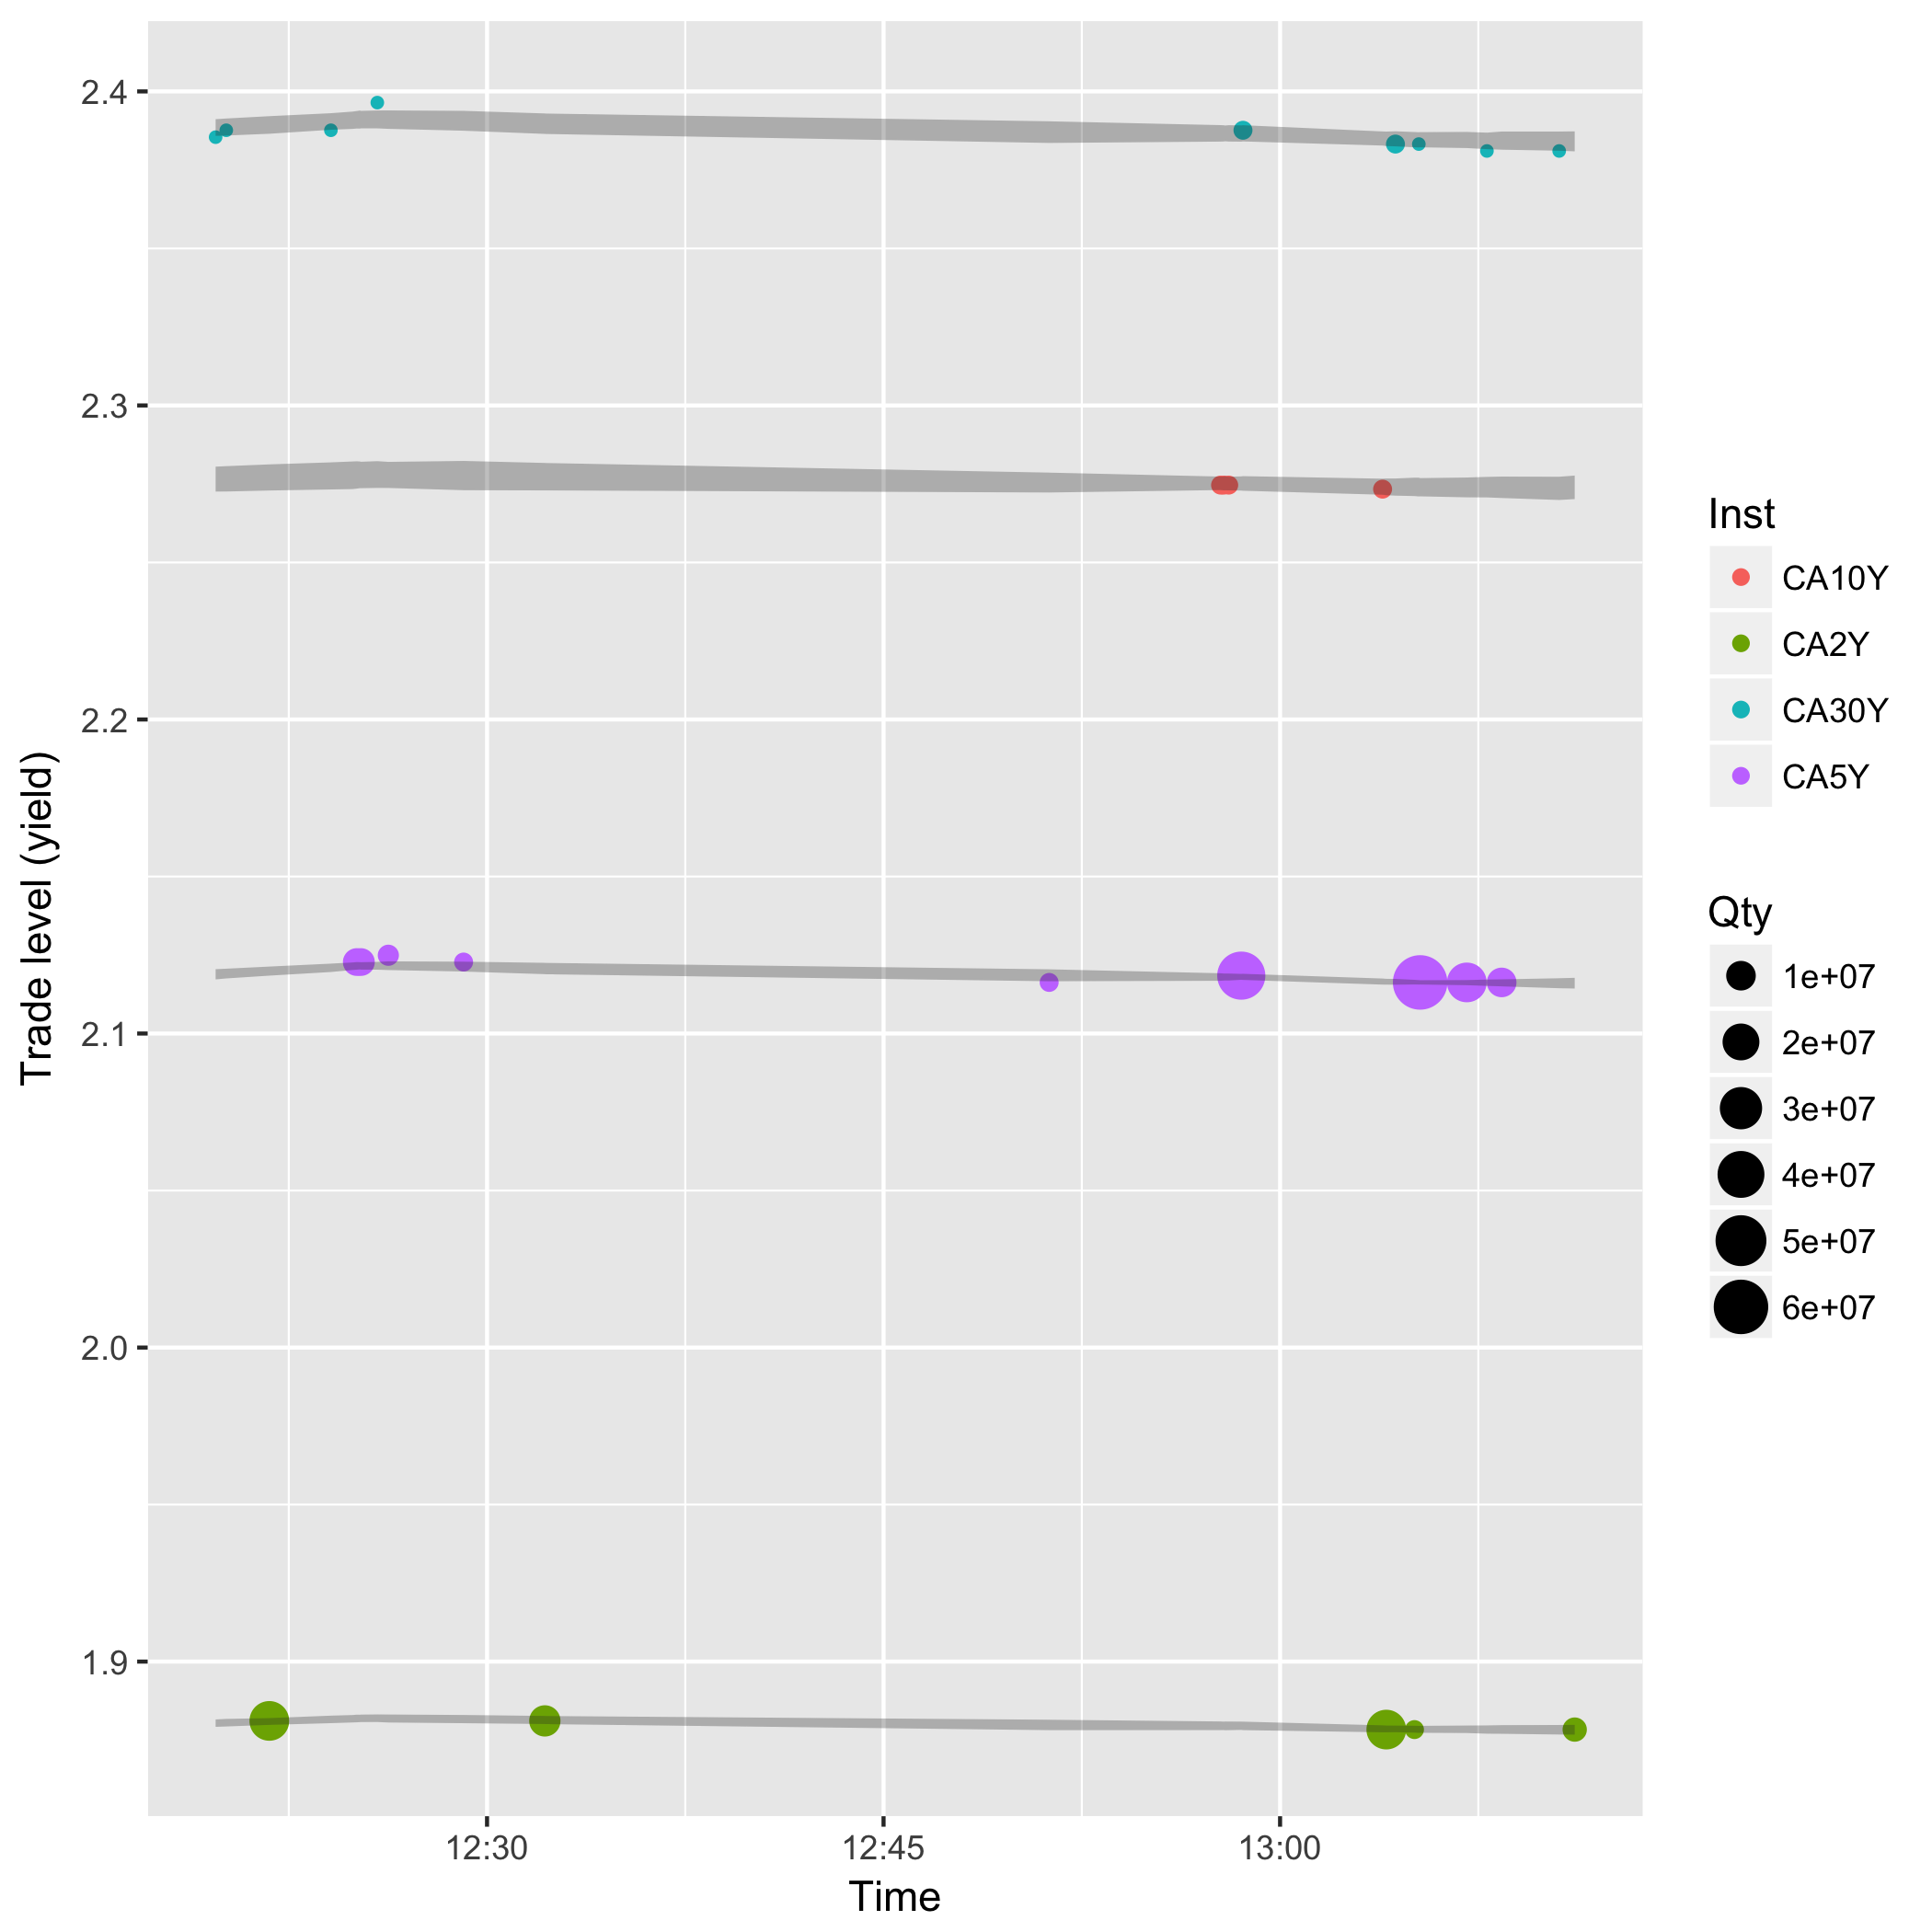 Trade level (yield)
2.4
2.3
2.2
2.1
2.0
1.9
12:30
12:45
13:00
Time
Inst
CA10Y
CA2Y
CA30Y
CA5Y
Qty
1e+07
2e+07
3e+07
4e+07
5e+07
6e+07